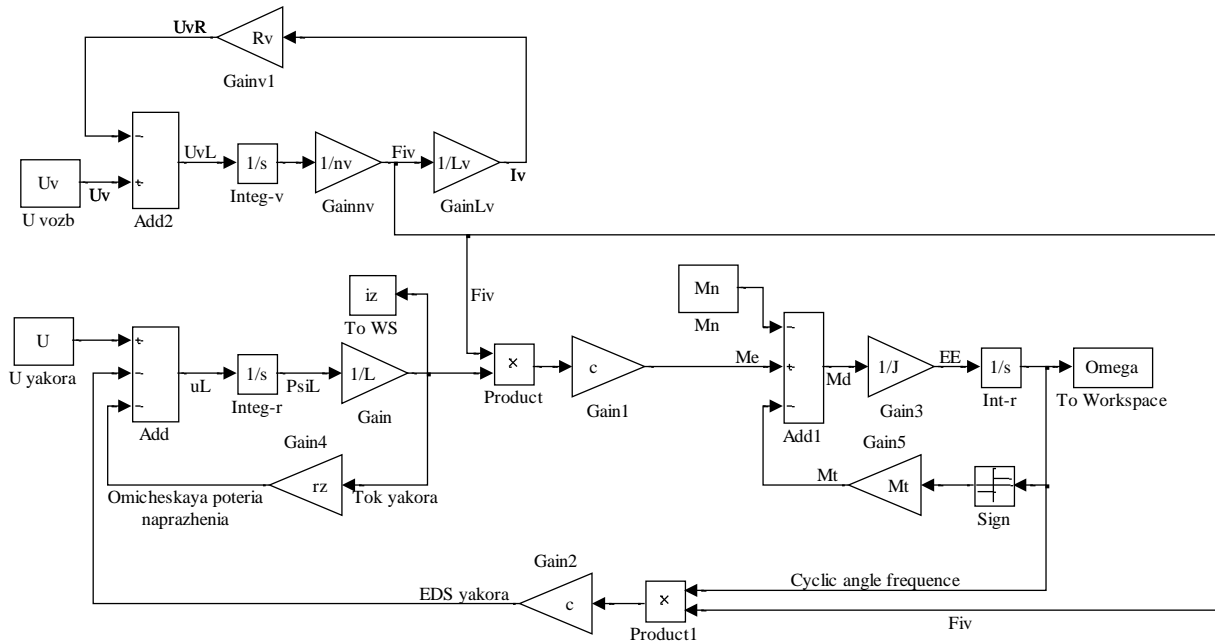 UvR
Rv
Gainv1
Uv
U vozb
Uv
−
+
Add2
UvL
1/s
Integ-v
1/nv
Gainnv
Fiv
1/Lv
GainLv
Iv
Fiv
iz
To WS
U
U yakora
+
−
−
Add
uL
1/s
Integ-r
PsiL
1/L
Gain
×
Product
c
Gain1
Me
Mn
Mn
−
+
−
Add1
Md
1/J
Gain3
EE
1/s
Int-r
Omega
To Workspace
Gain4
rz
Tok yakora
Omicheskaya poteria
naprazhenia
Gain5
Mt
Mt
Sign
Gain2
c
EDS yakora
×
Product1
Cyclic angle frequence
Fiv